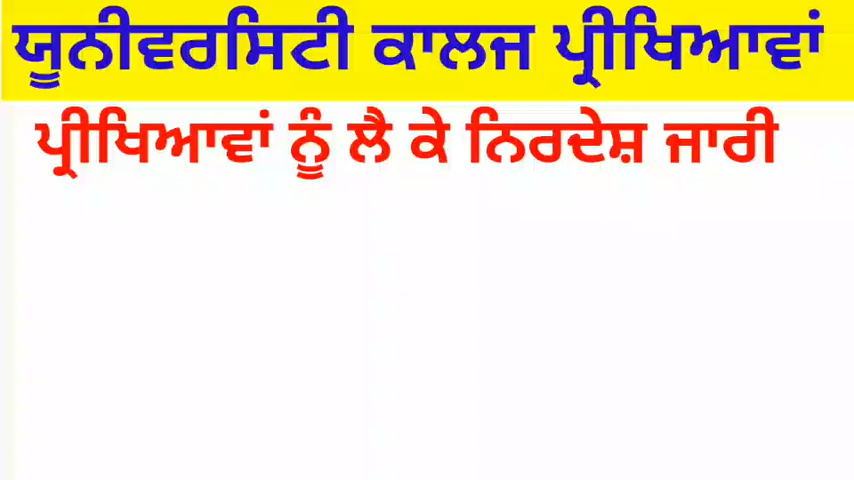 ਯੂਨੀਵਰਸਿਟੀ ਕਾਲਜ ਪ੍ਰੀਖਿਆਵਾਂ
ਪ੍ਰੀਖਿਆਵਾਂ ਨੂੰ ਲੈ ਕੇ ਨਿਰਦੇਸ਼ ਜਾਰੀ